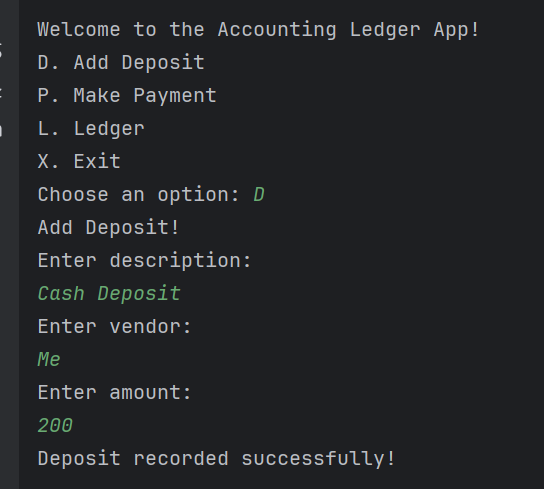 Welcome to the Accounting Ledger App!
D. Add Deposit
P. Make Payment
L. Ledger
X. Exit
Choose an option: D
Add Deposit!
Enter description:
Cash Deposit
Enter vendor:
Me
Enter amount:
200
Deposit recorded successfully!